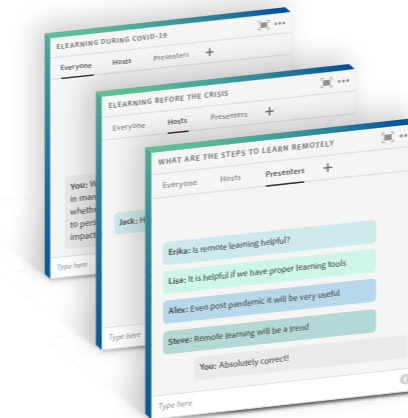 ELEARNING DURING COVID-19
Everyone Hosts Presenters +
You: W
in man
whethe
to pers
impact
Type here
ELEARNING BEFORE THE CRISIS
Everyone Hosts Presenters +
Jack: H
Type here
WHAT ARE THE STEPS TO LEARN REMOTELY
Everyone Hosts Presenters +
Erika: Is remote learning helpful?
Lisa: It is helpful if we have proper learning tools
Alex: Even post pandemic it will be very useful
Steve: Remote learning will be a trend
You: Absolutely correct!
Type here